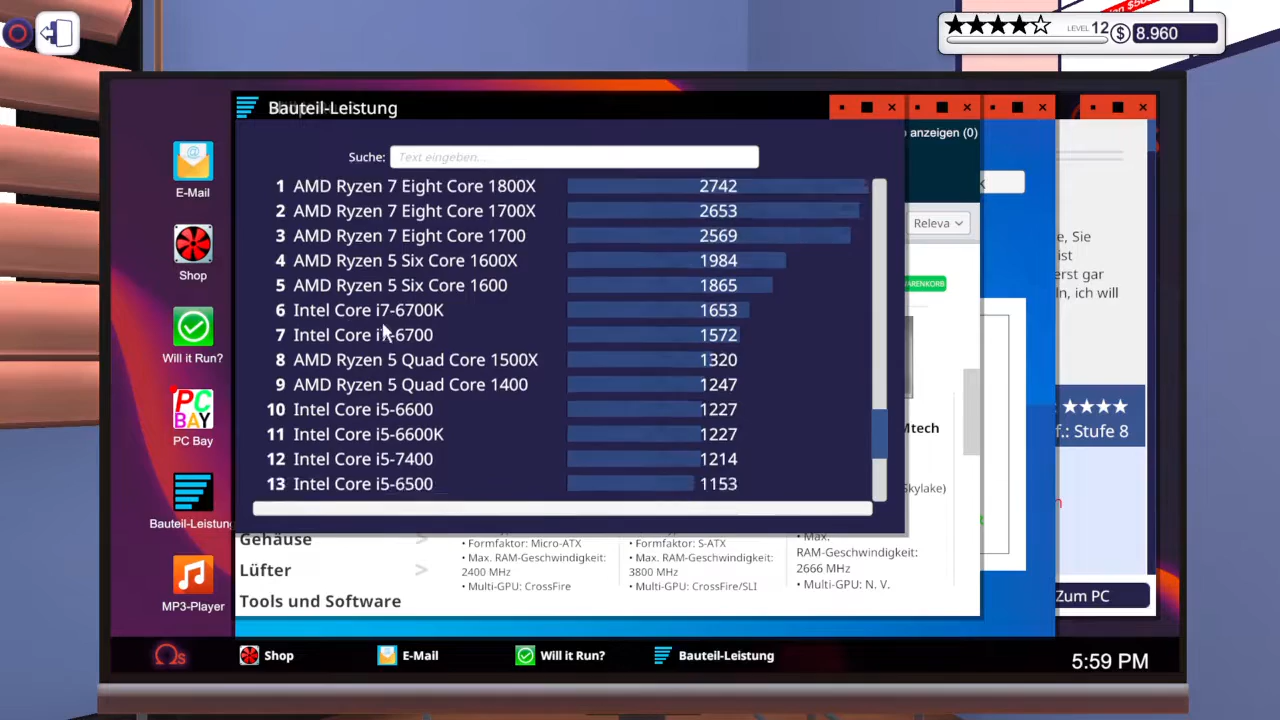 en $500
LEVEL 12 $ 8.960
Bauteil-Leistung
anzeigen (0)
Suche: Text eingeben...
1 AMD Ryzen 7 Eight Core 1800X 2742
2 AMD Ryzen 7 Eight Core 1700X 2653
3 AMD Ryzen 7 Eight Core 1700 2569
4 AMD Ryzen 5 Six Core 1600X 1984
5 AMD Ryzen 5 Six Core 1600 1865
6 Intel Core i7-6700K 1653
7 Intel Core i7-6700 1572
8 AMD Ryzen 5 Quad Core 1500X 1320
9 AMD Ryzen 5 Quad Core 1400 1247
10 Intel Core i5-6600 1227
11 Intel Core i5-6600K 1227
12 Intel Core i5-7400 1214
13 Intel Core i5-6500 1153
E-Mail
Shop
Will it Run?
PC BAY
PC Bay
Bauteil-Leistung
MP3-Player
Releva
ARENKORB
Mtech
Skylake)
e, Sie
ist
erst gar
ln, ich will
f.: Stufe 8
Zum PC
Gehäuse >
Lüfter >
Tools und Software
• Formfaktor: Micro-ATX
• Max. RAM-Geschwindigkeit:
2400 MHz
• Multi-GPU: CrossFire
• Formfaktor: S-ATX
• Max. RAM-Geschwindigkeit:
3800 MHz
• Multi-GPU: CrossFire/SLI
• Max.
RAM-Geschwindigkeit:
2666 MHz
• Multi-GPU: N. V.
Ωs Shop E-Mail Will it Run? Bauteil-Leistung 5:59 PM